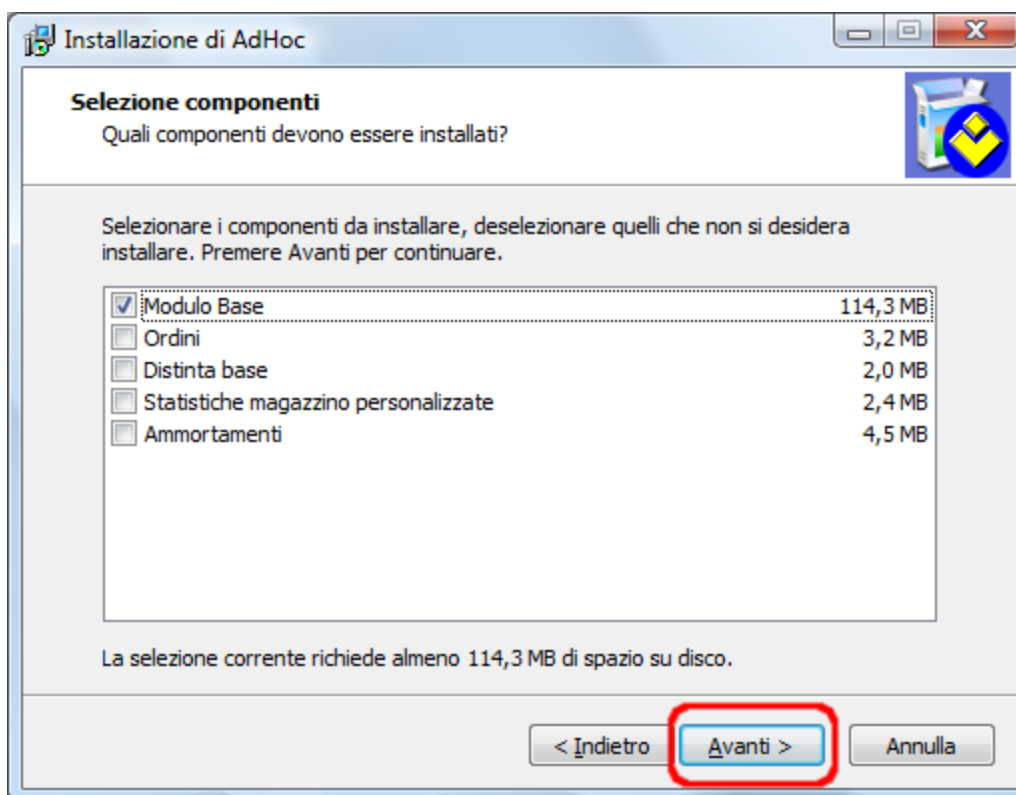 Installazione di AdHoc
Selezione componenti
Quali componenti devono essere installati?
Selezionare i componenti da installare, deselezionare quelli che non si desidera
installare. Premere Avanti per continuare.
Modulo Base 114,3 MB
Ordini 3,2 MB
Distinta base 2,0 MB
Statistiche magazzino personalizzate 2,4 MB
Ammortamenti 4,5 MB
La selezione corrente richiede almeno 114,3 MB di spazio su disco.
< Indietro Avanti > Annulla